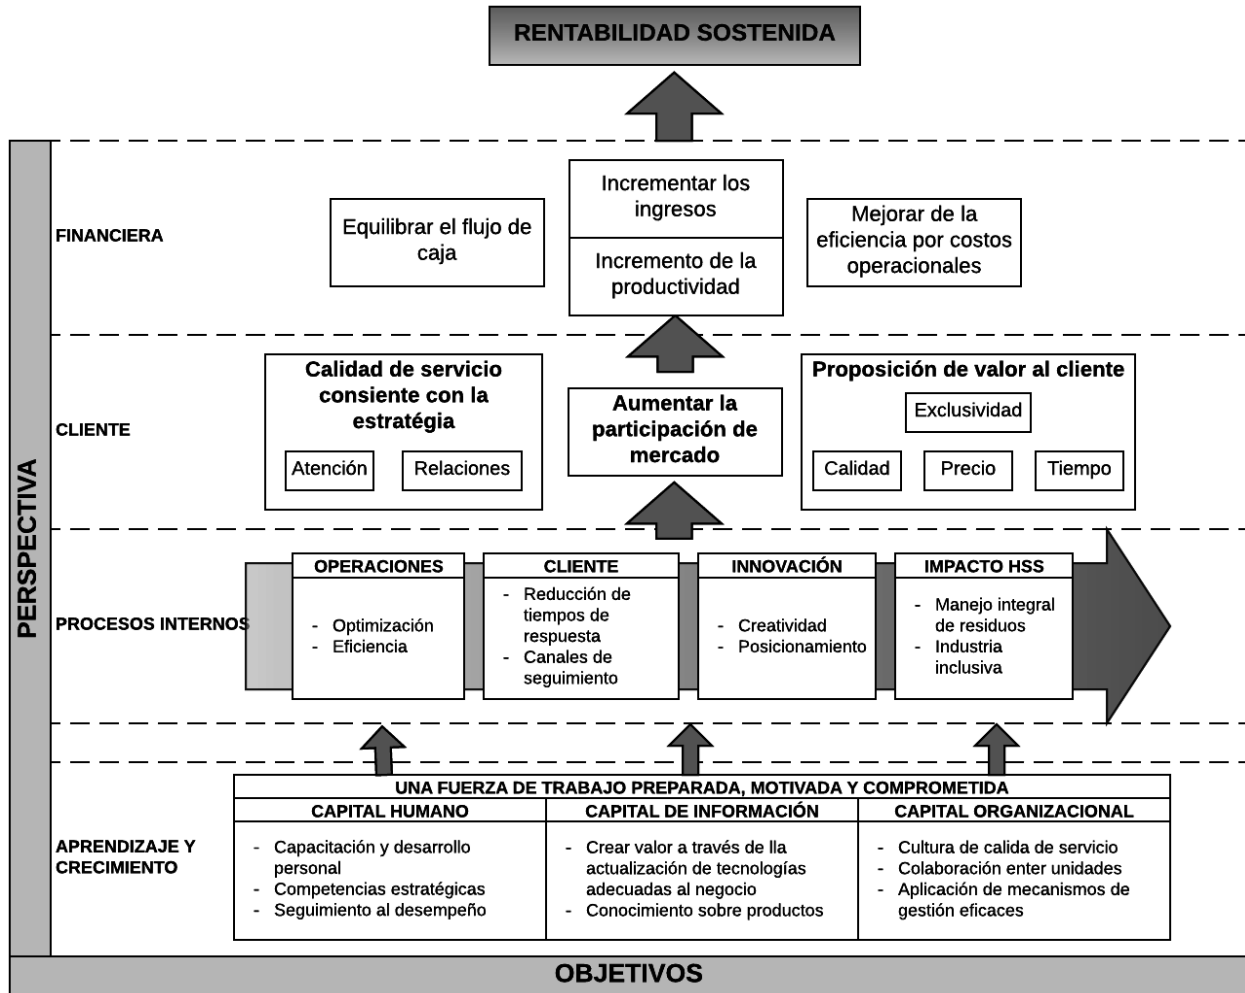 RENTABILIDAD SOSTENIDA
PERSPECTIVA
FINANCIERA
Equilibrar el flujo de
caja
Incrementar los
ingresos
Incremento de la
productividad
Mejorar de la
eficiencia por costos
operacionales
CLIENTE
Calidad de servicio
consiente con la
estratégia
Atención
Relaciones
Aumentar la
participación de
mercado
Proposición de valor al cliente
Exclusividad
Calidad
Precio
Tiempo
PROCESOS INTERNOS
OPERACIONES
- Optimización
- Eficiencia
CLIENTE
- Reducción de
tiempos de
respuesta
- Canales de
seguimiento
INNOVACIÓN
- Creatividad
- Posicionamiento
IMPACTO HSS
- Manejo integral
de residuos
- Industria
inclusiva
APRENDIZAJE Y
CRECIMIENTO
UNA FUERZA DE TRABAJO PREPARADA, MOTIVADA Y COMPROMETIDA
CAPITAL HUMANO
- Capacitación y desarrollo
personal
- Competencias estratégicas
- Seguimiento al desempeño
CAPITAL DE INFORMACIÓN
- Crear valor a través de lla
actualización de tecnologías
adecuadas al negocio
- Conocimiento sobre productos
CAPITAL ORGANIZACIONAL
- Cultura de calida de servicio
- Colaboración enter unidades
- Aplicación de mecanismos de
gestión eficaces
OBJETIVOS